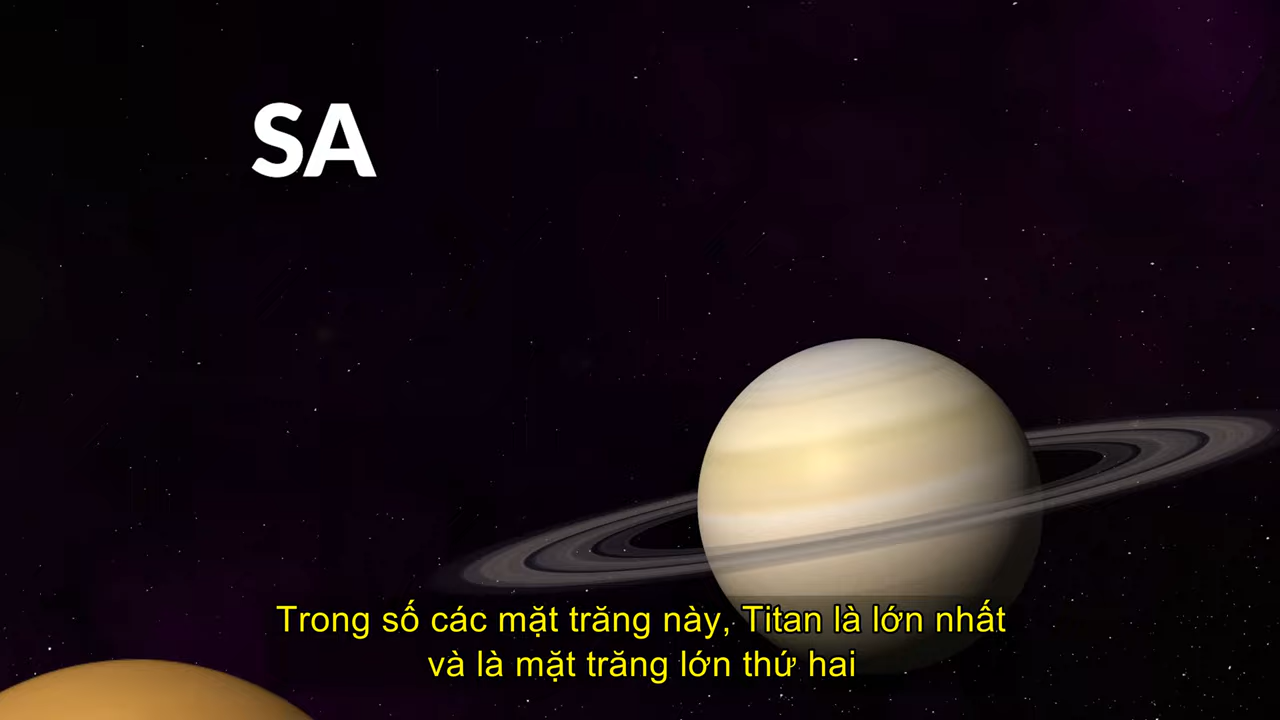 SA
Trong số các mặt trăng này, Titan là lớn nhất
và là mặt trăng lớn thứ hai